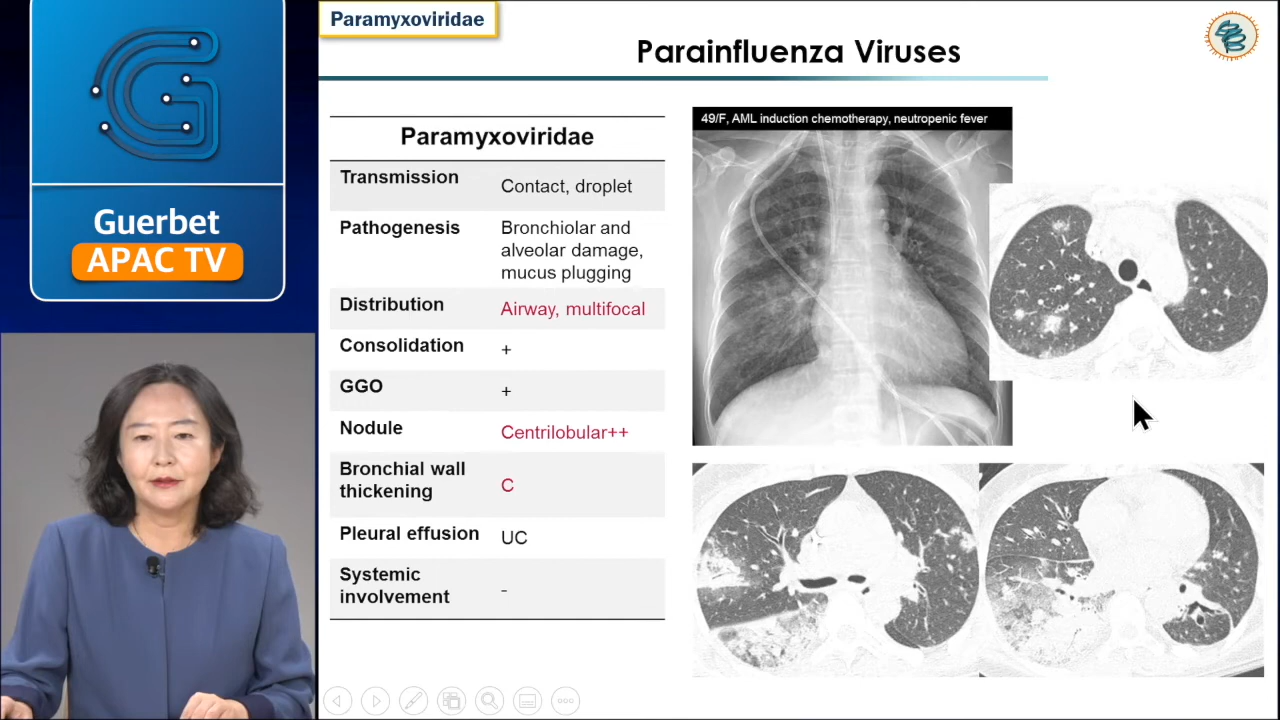 Guerbet
APAC TV
Paramyxoviridae
Parainfluenza Viruses
Paramyxoviridae
Transmission
Contact, droplet
Pathogenesis
Bronchiolar and
alveolar damage,
mucus plugging
Distribution
Airway, multifocal
Consolidation
+
GGO
+
Nodule
Centrilobular++
Bronchial wall
thickening
C
Pleural effusion
UC
Systemic
involvement
-
49/F, AML induction chemotherapy, neutropenic fever